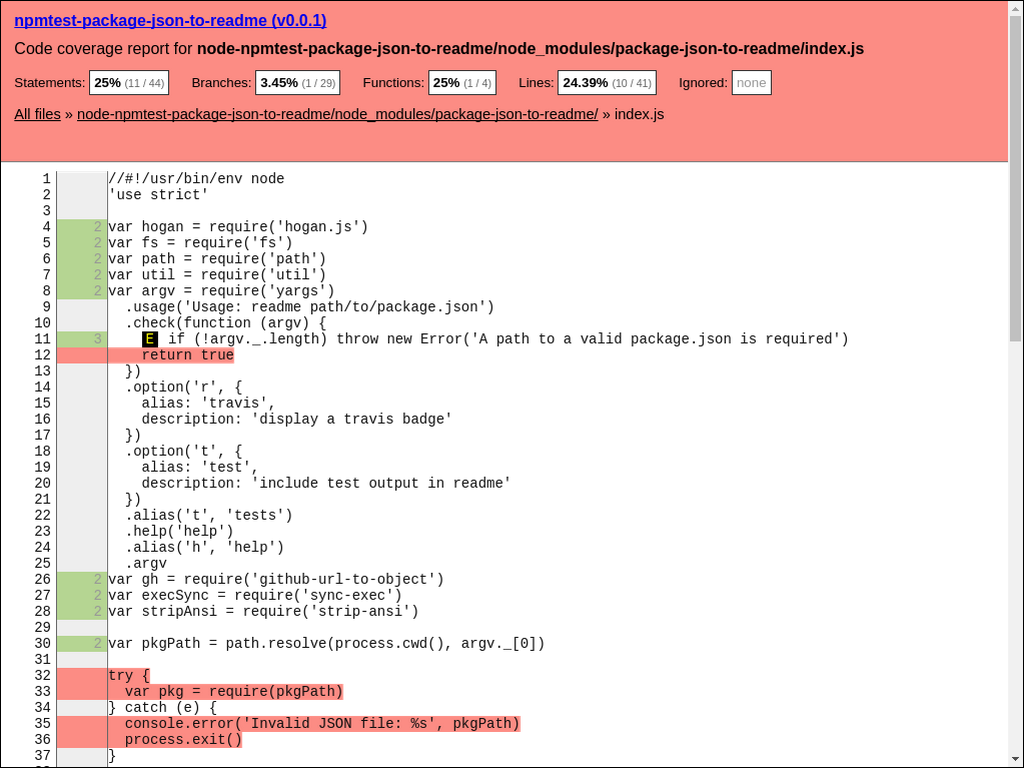 npmtest-package-json-to-readme (v0.0.1)
Code coverage report for node-npmtest-package-json-to-readme/node_modules/package-json-to-readme/index.js
Statements: 25% (11 / 44) Branches: 3.45% (1 / 29) Functions: 25% (1 / 4) Lines: 24.39% (10 / 41) Ignored: none
All files » node-npmtest-package-json-to-readme/node_modules/package-json-to-readme/ » index.js
1 //#!/usr/bin/env node
2 'use strict'
3
4 2 var hogan = require('hogan.js')
5 2 var fs = require('fs')
6 2 var path = require('path')
7 2 var util = require('util')
8 2 var argv = require('yargs')
9 .usage('Usage: readme path/to/package.json')
10 .check(function (argv) {
11 3 E if (!argv._.length) throw new Error('A path to a valid package.json is required')
12 return true
13 })
14 .option('r', {
15 alias: 'travis',
16 description: 'display a travis badge'
17 })
18 .option('t', {
19 alias: 'test',
20 description: 'include test output in readme'
21 })
22 .alias('t', 'tests')
23 .help('help')
24 .alias('h', 'help')
25 .argv
26 2 var gh = require('github-url-to-object')
27 2 var execSync = require('sync-exec')
28 2 var stripAnsi = require('strip-ansi')
29
30 2 var pkgPath = path.resolve(process.cwd(), argv._[0])
31
32 try {
33 var pkg = require(pkgPath)
34 } catch (e) {
35 console.error('Invalid JSON file: %s', pkgPath)
36 process.exit()
37 }